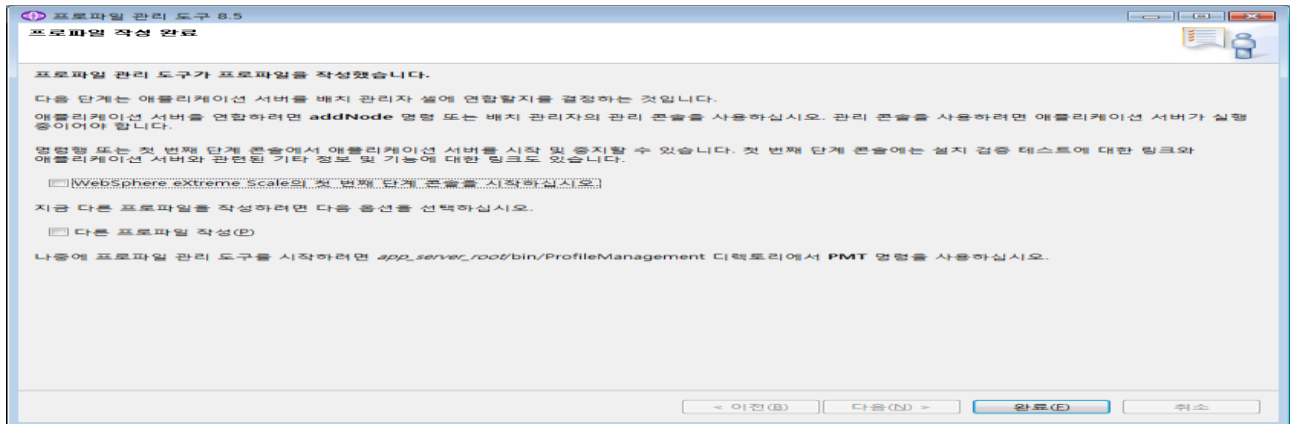 프로파일 관리 도구 8.5
프로파일 작성 완료
프로파일 관리 도구가 프로파일을 작성했습니다.
다음 단계는 애플리케이션 서버를 배치 관리자 셀에 연합할지를 결정하는 것입니다.
애플리케이션 서버를 연합하려면 addNode 명령 또는 배치 관리자의 관리 콘솔을 사용하십시오. 관리 콘솔을 사용하려면 애플리케이션 서버가 실행
중이어야 합니다.
명령행 또는 첫 번째 단계 콘솔에서 애플리케이션 서버를 시작 및 중지할 수 있습니다. 첫 번째 단계 콘솔에는 설치 검증 테스트에 대한 링크와
애플리케이션 서버와 관련된 기타 정보 및 기능에 대한 링크도 있습니다.
WebSphere eXtreme Scale의 첫 번째 단계 콘솔을 시작하십시오.
지금 다른 프로파일을 작성하려면 다음 옵션을 선택하십시오.
다른 프로파일 작성(P)
나중에 프로파일 관리 도구를 시작하려면 app_server_root/bin/ProfileManagement 디렉토리에서 PMT 명령을 사용하십시오.
< 이전(B) 다음(N) > 완료(F) 취소